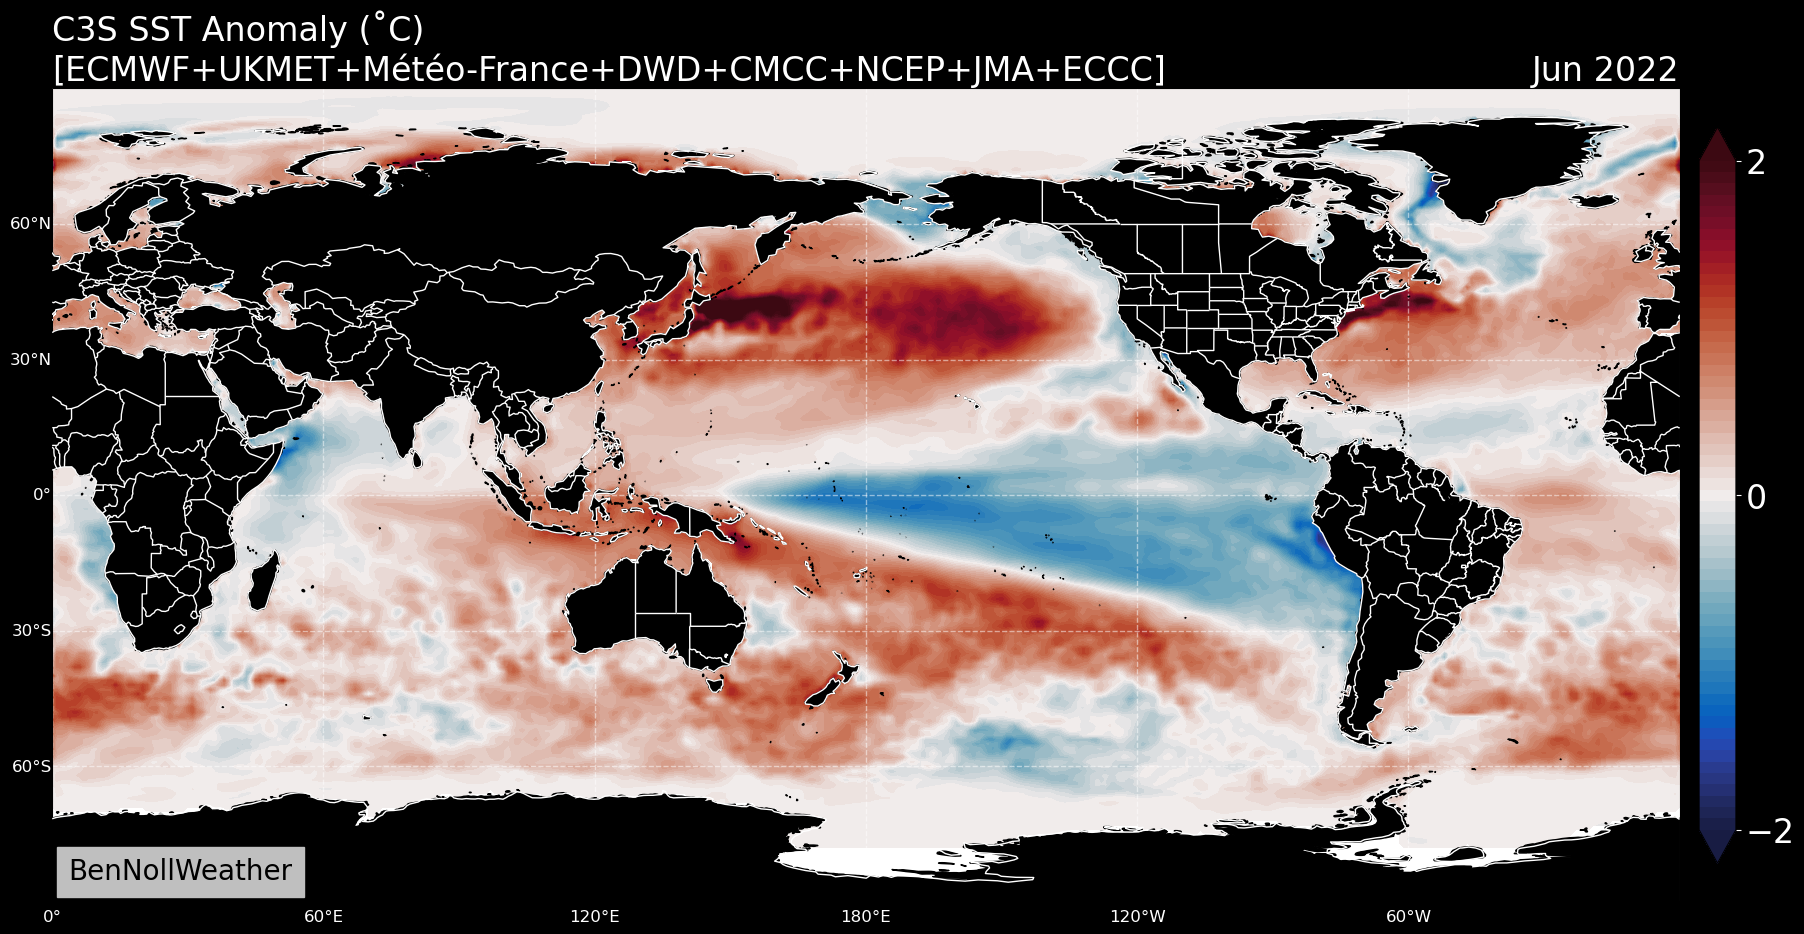 C3S SST Anomaly (˚C)
[ECMWF+UKMET+Météo-France+DWD+CMCC+NCEP+JMA+ECCC]
Jun 2022
60°N
30°N
0°
30°S
60°S
2
0
−2
BenNollWeather
0°
60°E
120°E
180°E
120°W
60°W